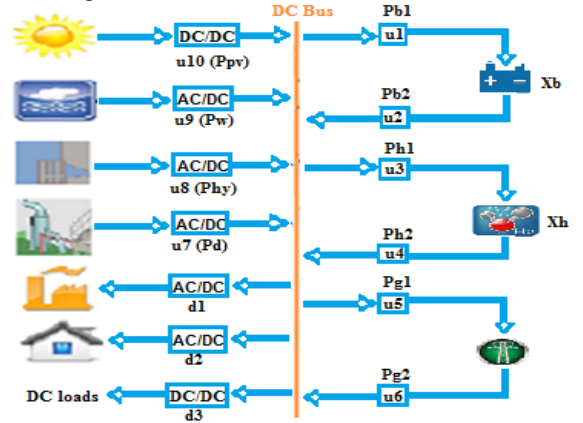 DC Bus
Pb1
DC/DC
u1
u10 (Ppv)
+ -
Xb
Pb2
AC/DC
u2
u9 (Pw)
Ph1
AC/DC
u3
u8 (Phy)
Xh
Ph2
AC/DC
u4
u7 (Pd)
Pg1
AC/DC
u5
d1
AC/DC
d2
Pg2
DC loads
DC/DC
u6
d3